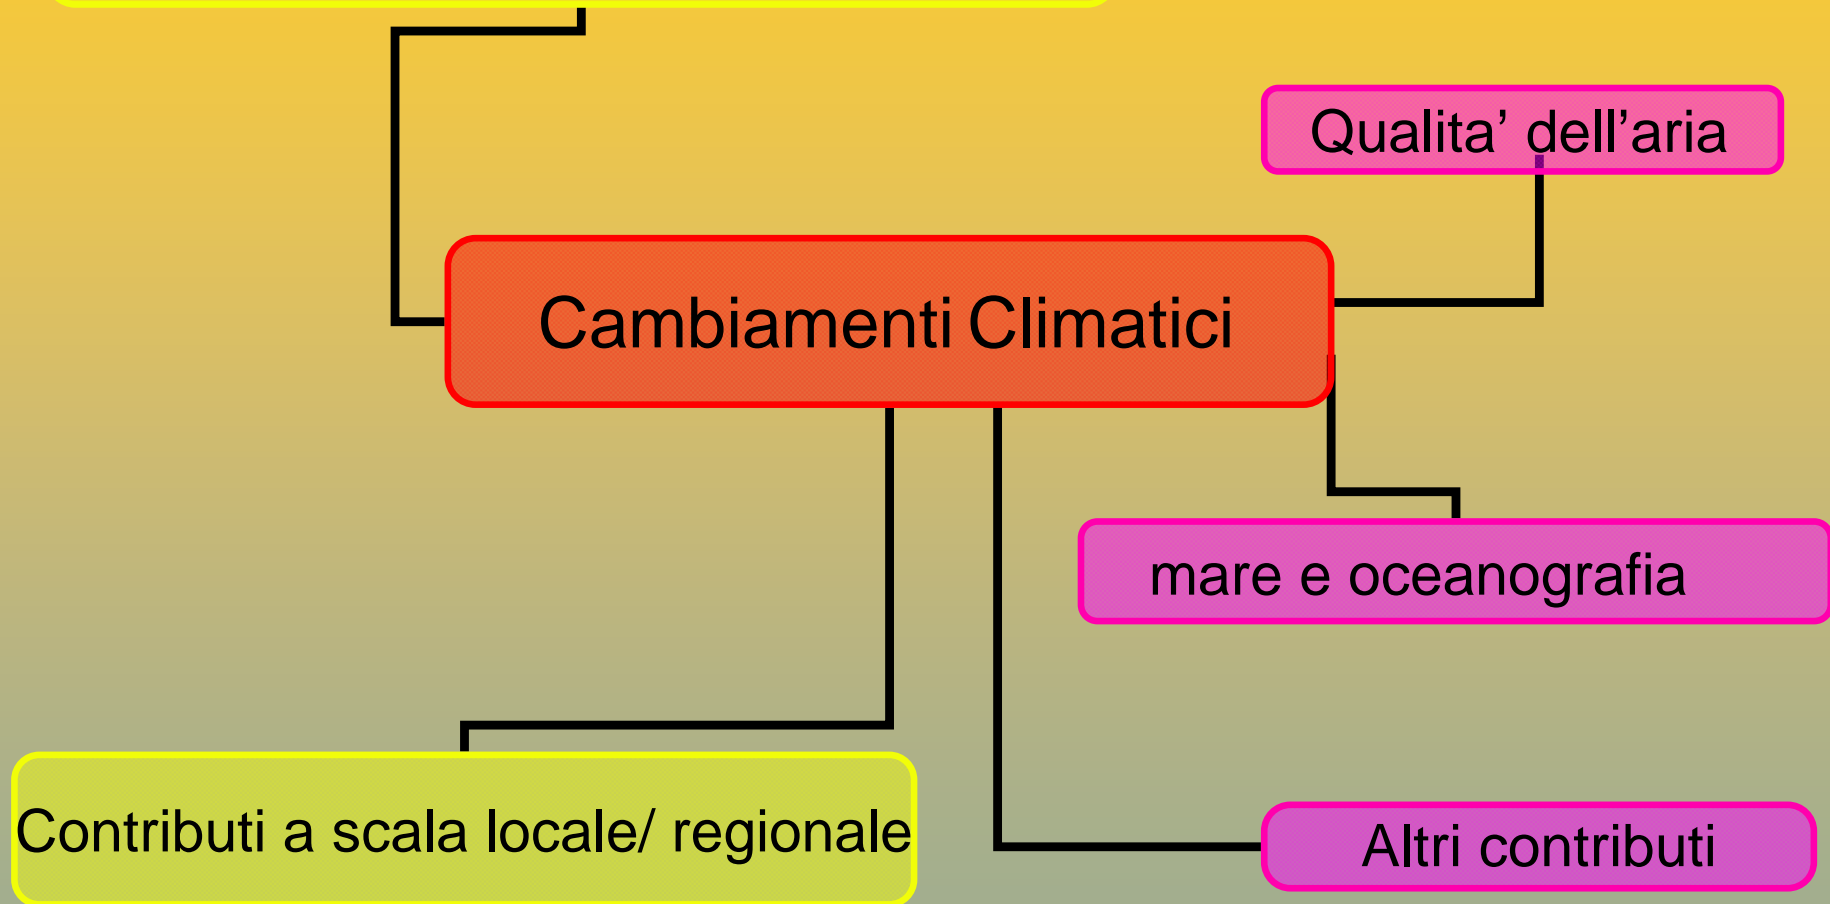 Qualita’ dell’aria
Cambiamenti Climatici
mare e oceanografia
Contributi a scala locale/ regionale
Altri contributi